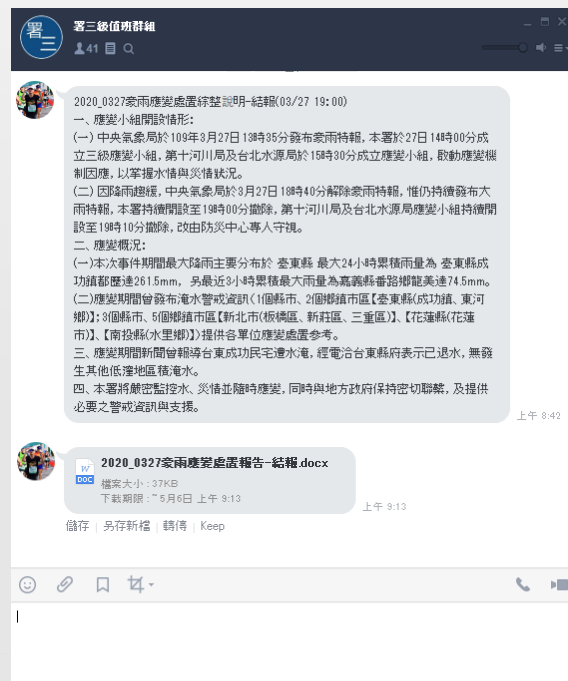 署三
署三級值班群組
41
2020_0327豪雨應變處置綜整說明-結報(03/27 19:00)
一、應變小組開設情形:
(一)中央氣象局於109年3月27日13時35分發布豪雨特報,本署於27日14時00分成
立三級應變小組,第十河川局及台北水源局於15時30分成立應變小組,啟動應變機
制因應,以掌握水情與災情狀況。
(二)因降雨趨緩,中央氣象局於3月27日18時40分解除豪雨特報,惟仍持續發布大
雨特報,本署持續開設至19時00分撤除,第十河川局及台北水源局應變小組持續開
設至19時10分撤除,改由防災中心專人守視。
二、應變概況:
(一)本次事件期間最大降雨主要分布於 臺東縣 最大24小時累積雨量為 臺東縣成
功鎮都歷達261.5mm, 另最近3小時累積最大雨量為嘉義縣番路鄉龍美達74.5mm。
(二)應變期間曾發布淹水警戒資訊(1個縣市、2個鄉鎮市區【臺東縣(成功鎮、東河
鄉)】;3個縣市、5個鄉鎮市區【新北市(板橋區、新莊區、三重區)】、【花蓮縣(花蓮
市)】、【南投縣(水里鄉)】)提供各單位應變處置參考。
三、應變期間新聞曾報導台東成功民宅遭水淹,經電洽台東縣府表示已退水,無發
生其他低漥地區積淹水。
四、本署將嚴密監控水、災情並隨時應變,同時與地方政府保持密切聯繫,及提供
必要之警戒資訊與支援。
上午 8:42
W
DOC
2020_0327豪雨應變處置報告-結報.docx
檔案大小 : 37KB
下載期限 : ~ 5月6日 上午 9:13
上午 9:13
儲存 | 另存新檔 | 轉傳 | Keep